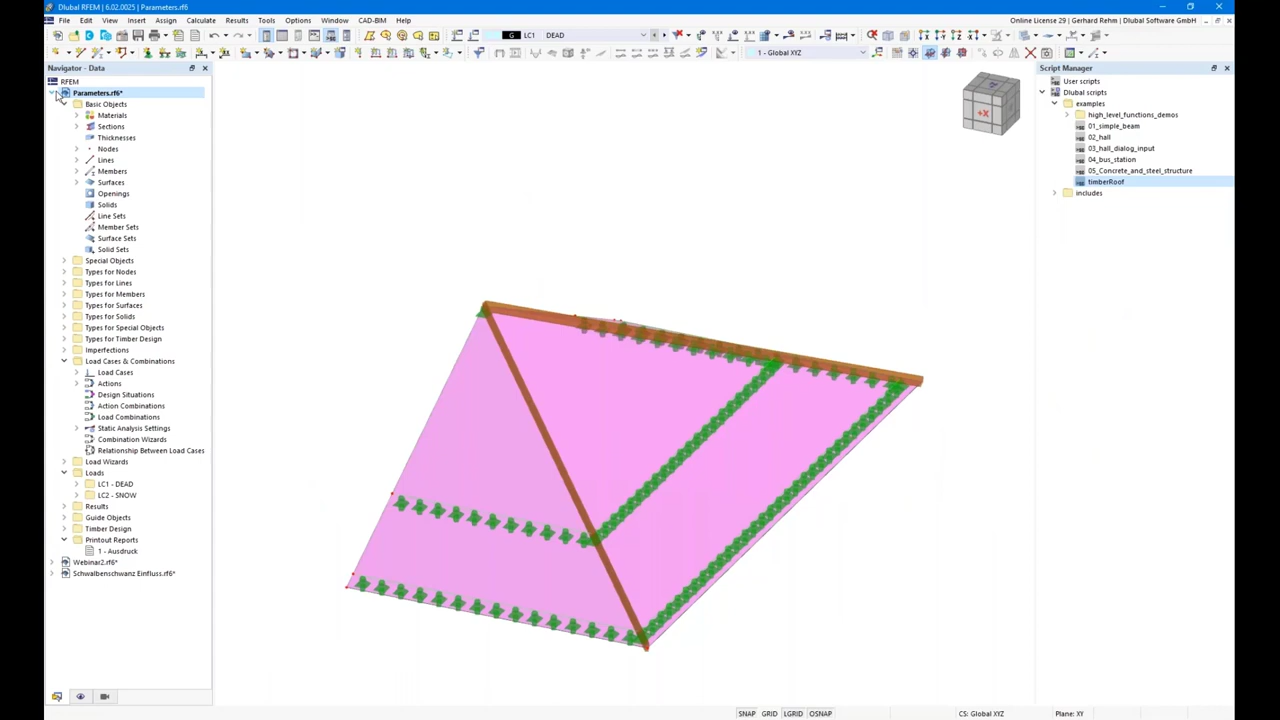 Dlubal RFEM | 6.02.0025 | Parameters.rf6*
File Edit View Insert Assign Calculate Results Tools Options Window CAD-BIM Help
Online License 29 | Gerhard Rehm | Dlubal Software GmbH
G LC1 DEAD
1 - Global XYZ
Navigator - Data
RFEM
Parameters.rf6*
Basic Objects
Materials
Sections
Thicknesses
Nodes
Lines
Members
Surfaces
Openings
Solids
Line Sets
Member Sets
Surface Sets
Solid Sets
Special Objects
Types for Nodes
Types for Lines
Types for Members
Types for Surfaces
Types for Solids
Types for Special Objects
Types for Timber Design
Imperfections
Load Cases & Combinations
Load Cases
Actions
Design Situations
Action Combinations
Load Combinations
Static Analysis Settings
Combination Wizards
Relationship Between Load Cases
Load Wizards
Loads
LC1 - DEAD
LC2 - SNOW
Results
Guide Objects
Timber Design
Printout Reports
1 - Ausdruck
Webinar2.rf6*
Schwalbenschwanz Einfluss.rf6*
+X
Script Manager
User scripts
Dlubal scripts
examples
high_level_functions_demos
01_simple_beam
02_hall
03_hall_dialog_input
04_bus_station
05_Concrete_and_steel_structure
timberRoof
includes
SNAP GRID LGRID OSNAP
CS: Global XYZ
Plane: XY